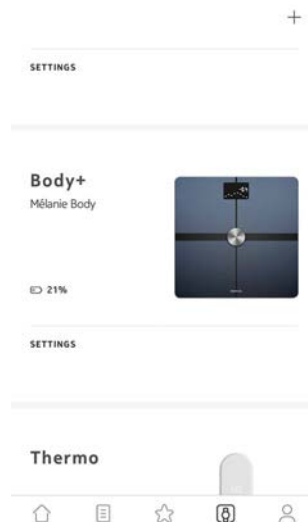 SETTINGS
Body+
Mélanie Body
21%
SETTINGS
Thermo